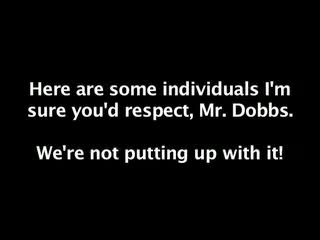 Here are some individuals I'm
sure you'd respect, Mr. Dobbs.
We're not putting up with it!